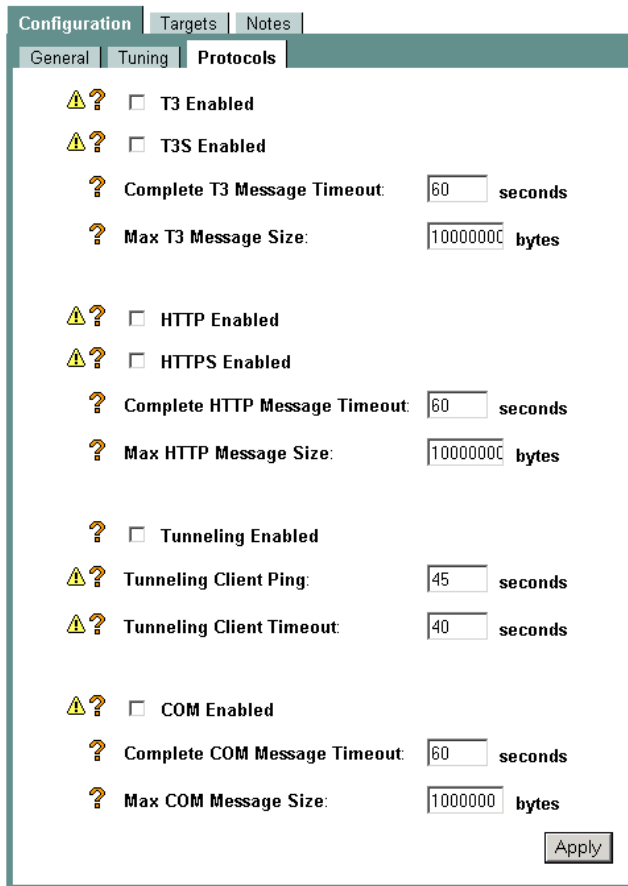 Configuration Targets Notes
General Tuning Protocols
T3 Enabled
T3S Enabled
Complete T3 Message Timeout: 60 seconds
Max T3 Message Size: 10000000 bytes
HTTP Enabled
HTTPS Enabled
Complete HTTP Message Timeout: 60 seconds
Max HTTP Message Size: 10000000 bytes
Tunneling Enabled
Tunneling Client Ping: 45 seconds
Tunneling Client Timeout: 40 seconds
COM Enabled
Complete COM Message Timeout: 60 seconds
Max COM Message Size: 1000000 bytes
Apply